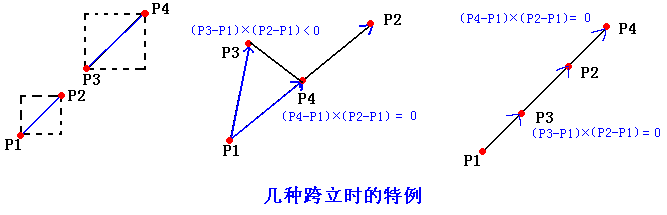 P4
P3
P2
P1
(P3-P1)×(P2-P1)<0
P2
P3
P4
(P4-P1)×(P2-P1) = 0
P1
(P4-P1)×(P2-P1)= 0
P4
P2
P3
(P3-P1)×(P2-P1)=0
P1
几种跨立时的特例